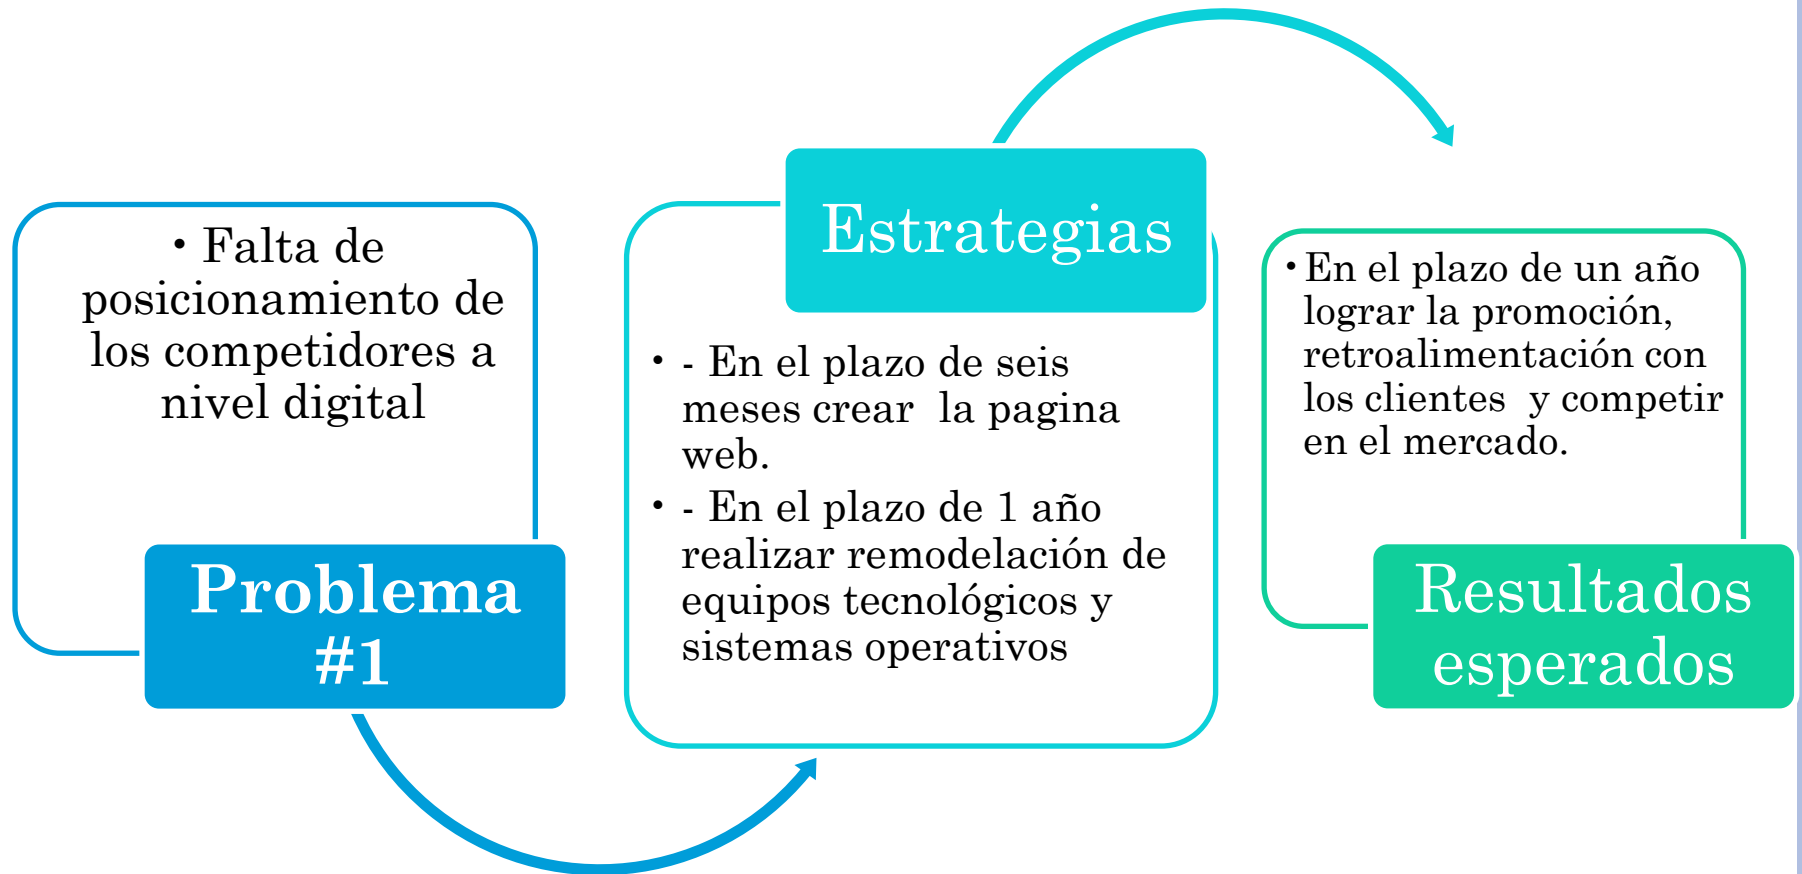 • Falta de
posicionamiento de
los competidores a
nivel digital
Problema
#1
Estrategias
• - En el plazo de seis
meses crear  la pagina
web.
• - En el plazo de 1 año
realizar remodelación de
equipos tecnológicos y
sistemas operativos
• En el plazo de un año
lograr la promoción,
retroalimentación con
los clientes  y competir
en el mercado.
Resultados
esperados